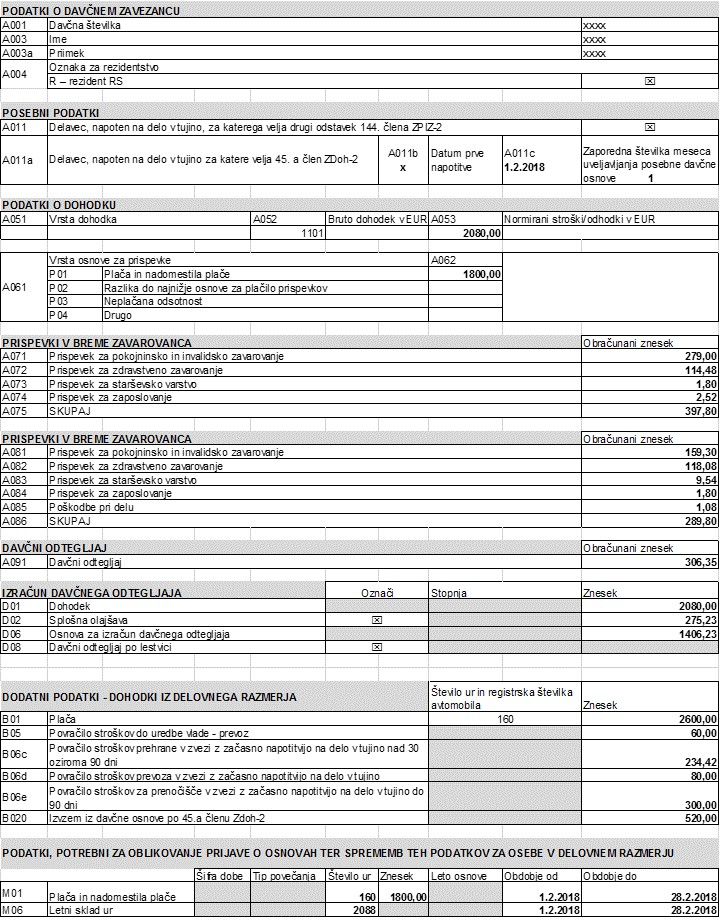 PODATKI O DAVČNEM ZAVEZANCU
A001 Davčna številka xxxx
A003 Ime xxxx
A003a Priimek xxxx
A004 Oznaka za rezidentstvo
R – rezident RS ☒
POSEBNI PODATKI
A011 Delavec, napoten na delo v tujino, za katerega velja drugi odstavek 144. člena ZPIZ-2 ☒
A011a Delavec, napoteni na delo v tujino za katere velja 45. a člen ZDoh-2 A011b x Datum prve napotitve A011c 1.2.2018 Zaporedna številka meseca uveljavljanja posebne davčne osnove 1
PODATKI O DOHODKU
A051 Vrsta dohodka A052 Bruto dohodek v EUR A053 Normirani stroški/odhodki v EUR
1101 2080,00
A061 Vrsta osnove za prispevke A062
P01 Plača in nadomestila plače 1800,00
P02 Razlika do najnižje osnove za plačilo prispevkov
P03 Neplačana odsotnost
P04 Drugo
PRISPEVKI V BREME ZAVAROVANCA Obračunani znesek
A071 Prispevek za pokojninsko in invalidsko zavarovanje 279,00
A072 Prispevek za zdravstveno zavarovanje 114,48
A073 Prispevek za starševsko varstvo 1,80
A074 Prispevek za zaposlovanje 2,52
A075 SKUPAJ 397,80
PRISPEVKI V BREME ZAVAROVANCA Obračunani znesek
A081 Prispevek za pokojninsko in invalidsko zavarovanje 159,30
A082 Prispevek za zdravstveno zavarovanje 118,08
A083 Prispevek za starševsko varstvo 9,54
A084 Prispevek za zaposlovanje 1,80
A085 Poškodbe pri delu 1,08
A086 SKUPAJ 289,80
DAVČNI ODTEGLJAJ Obračunani znesek
A091 Davčni odtegljaj 306,35
IZRAČUN DAVČNEGA ODTEGLJAJA Označi Stopnja Znesek
D01 Dohodek 2080,00
D02 Splošna olajšava ☒ 275,23
D06 Osnova za izračun davčnega odtegljaja 1406,23
D08 Davčni odtegljaj po lestvici ☒
DODATNI PODATKI - DOHODKI IZ DELOVNEGA RAZMERJA Število ur in registrska številka avtomobila Znesek
B01 Plača 160 2600,00
B05 Povračilo stroškov do uredbe vlade - prevoz 60,00
B06c Povračilo stroškov prehrane v zvezi z začasno napotitvijo na delo v tujino nad 30 oziroma 90 dni 234,42
B06d Povračilo stroškov prevoza v zvezi z začasno napotitvijo na delo v tujino 80,00
B06e Povračilo stroškov za prenočišče v zvezi z začasno napotitvijo na delo v tujino do 90 dni 300,00
B020 Izvzem iz davčne osnove po 45.a členu Zdoh-2 520,00
PODATKI, POTREBNI ZA OBLIKOVANJE PRIJAVE O OSNOVAH TER SPREMEMB TEH PODATKOV ZA OSEBE V DELOVNEM RAZMERJU
Šifra dobe Tip povečanja Število ur Znesek Leto osnove Obdobje od Obdobje do
M01 Plača in nadomestila plače 160 1800,00 1.2.2018 28.2.2018
M06 Letni sklad ur 2088 1.2.2018 28.2.2018